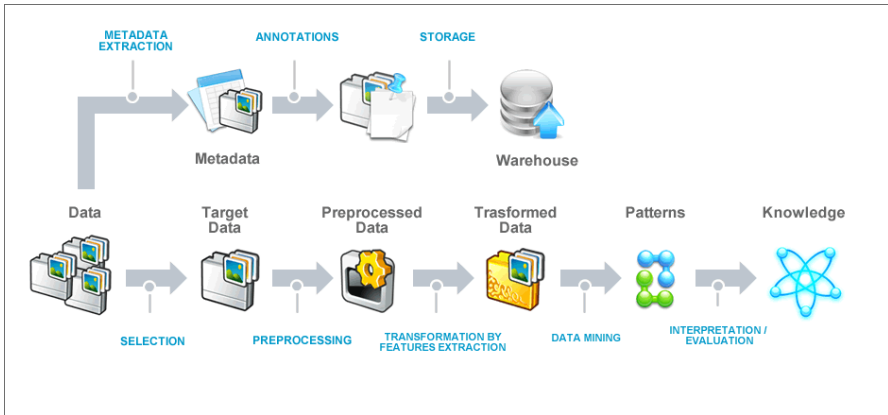 METADATA
EXTRACTION
ANNOTATIONS
STORAGE
Metadata
Warehouse
Data
Target
Data
Preprocessed
Data
Trasformed
Data
Patterns
Knowledge
SELECTION
PREPROCESSING
TRANSFORMATION BY
FEATURES EXTRACTION
DATA MINING
INTERPRETATION /
EVALUATION